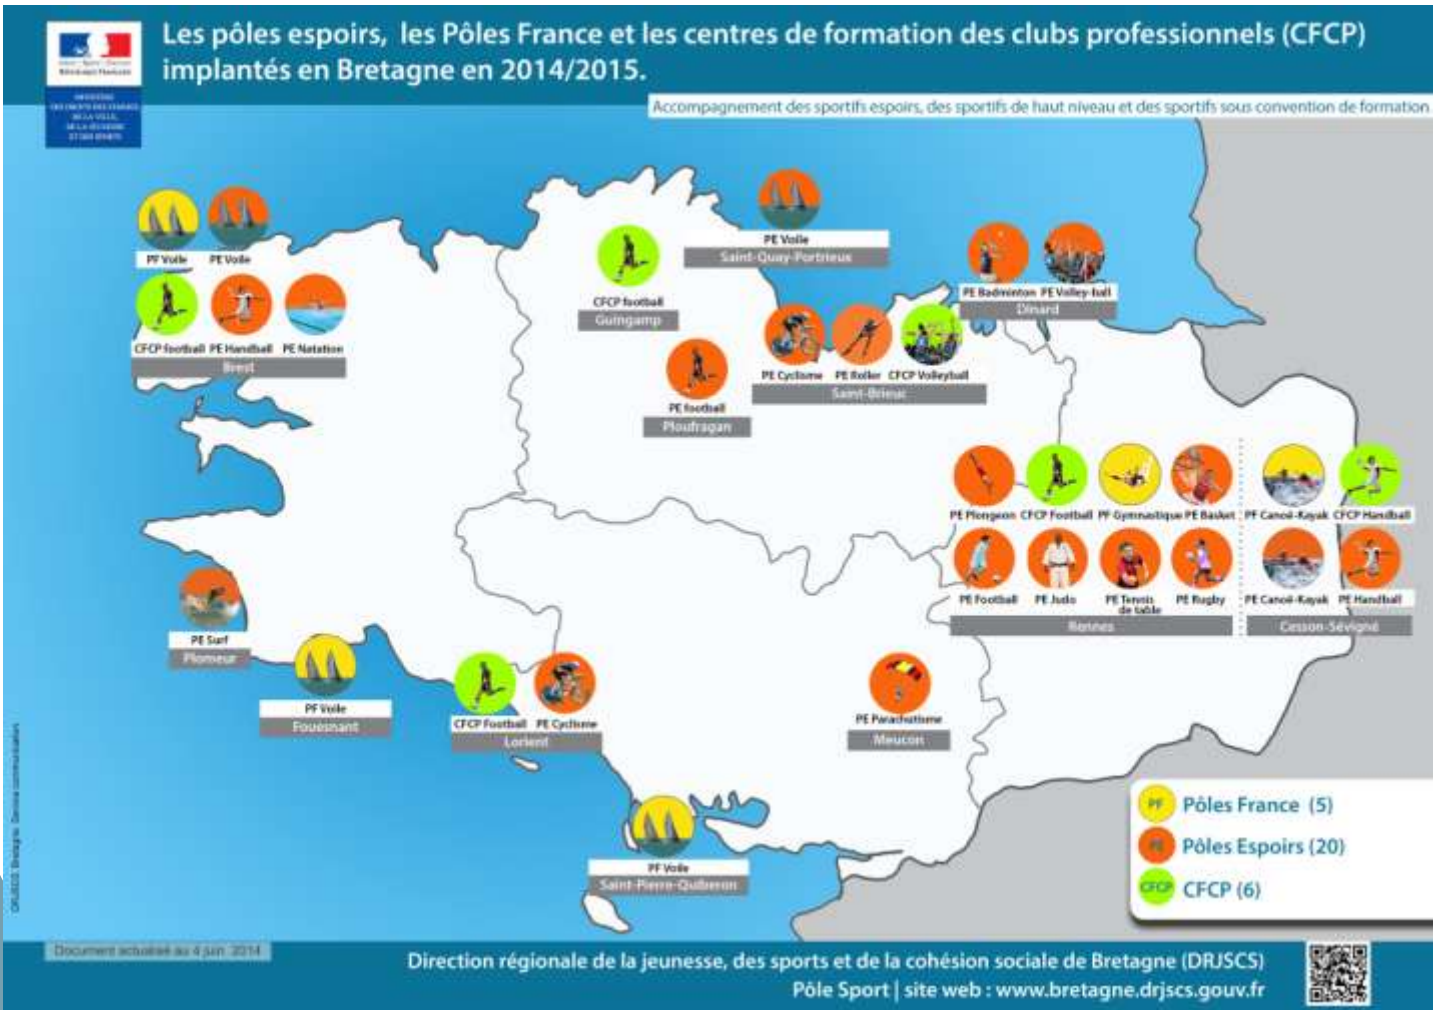 Les pôles espoirs, les Pôles France et les centres de formation des clubs professionnels (CFCP)
implantés en Bretagne en 2014/2015.
Accompagnement des sportifs espoirs, des sportifs de haut niveau et des sportifs sous convention de formation
PF Voile PE Voile
CFCP football PE Handball PE Natation
Brest
CFCP football
Guingamp
PE Voile
Saint-Quay-Portrieux
PE Badminton PE Volley-ball
Dinard
PE Cyclisme PE Roller CFCP Volleyball
Saint-Brieuc
PE football
Ploufragan
PE Plongeon CFCP Football PF Gymnastique PE Basket
PE Football PE Judo PE Tennis de table PE Rugby
Rennes
PF Canoë-Kayak CFCP Handball
PE Canoë-Kayak PE Handball
Cesson-Sévigné
PE Surf
Plomeur
PF Voile
Fouesnant
CFCP Football PE Cyclisme
Lorient
PE Parachutisme
Meucon
PF Voile
Saint-Pierre-Quiberon
PF Pôles France (5)
PE Pôles Espoirs (20)
CFCP CFCP (6)
Document actualisé au 4 juin 2014
Direction régionale de la jeunesse, des sports et de la cohésion sociale de Bretagne (DRJSCS)
Pôle Sport | site web : www.bretagne.drjscs.gouv.fr